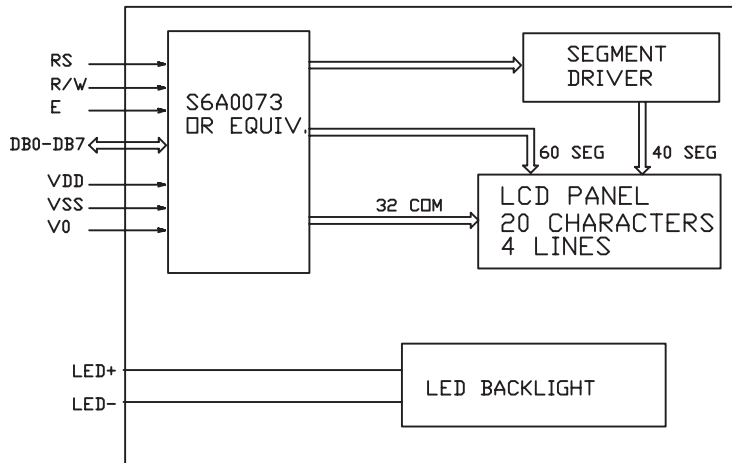 RS
R/W
E
DB0-DB7
VDD
VSS
V0
S6A0073
OR EQUIV.
SEGMENT
DRIVER
60 SEG
40 SEG
32 COM
LCD PANEL
20 CHARACTERS
4 LINES
LED+
LED-
LED BACKLIGHT